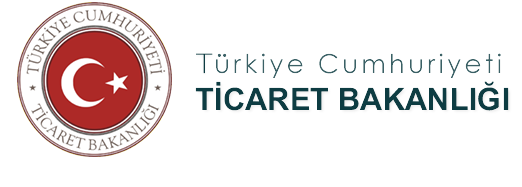 TÜRKİYE CUMHURİYETİ
TİCARET BAKANLIĞI
Türkiye Cumhuriyeti
TİCARET BAKANLIĞI